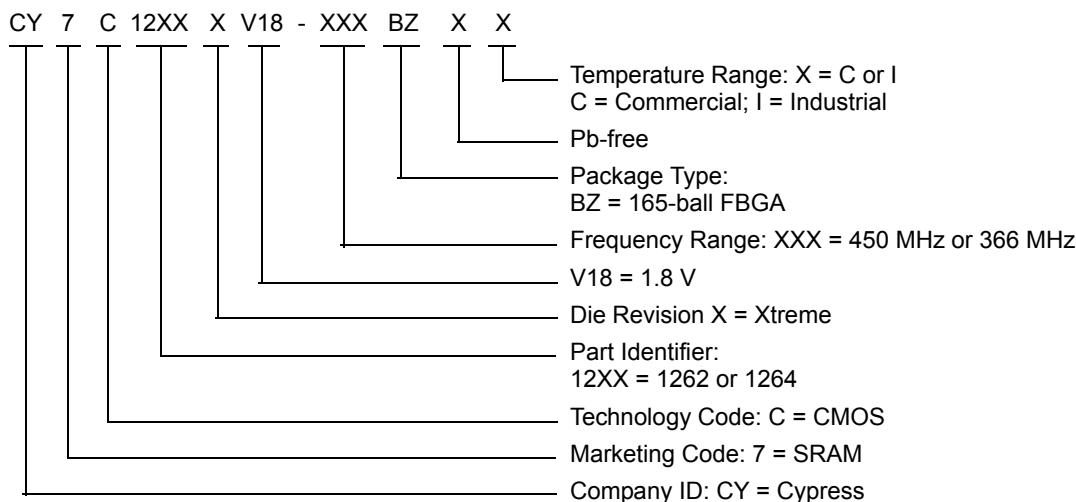 CY 7 C 12XX X V18 - XXX BZ X X
Temperature Range: X = C or I
C = Commercial; I = Industrial
Pb-free
Package Type:
BZ = 165-ball FBGA
Frequency Range: XXX = 450 MHz or 366 MHz
V18 = 1.8 V
Die Revision X = Xtreme
Part Identifier:
12XX = 1262 or 1264
Technology Code: C = CMOS
Marketing Code: 7 = SRAM
Company ID: CY = Cypress